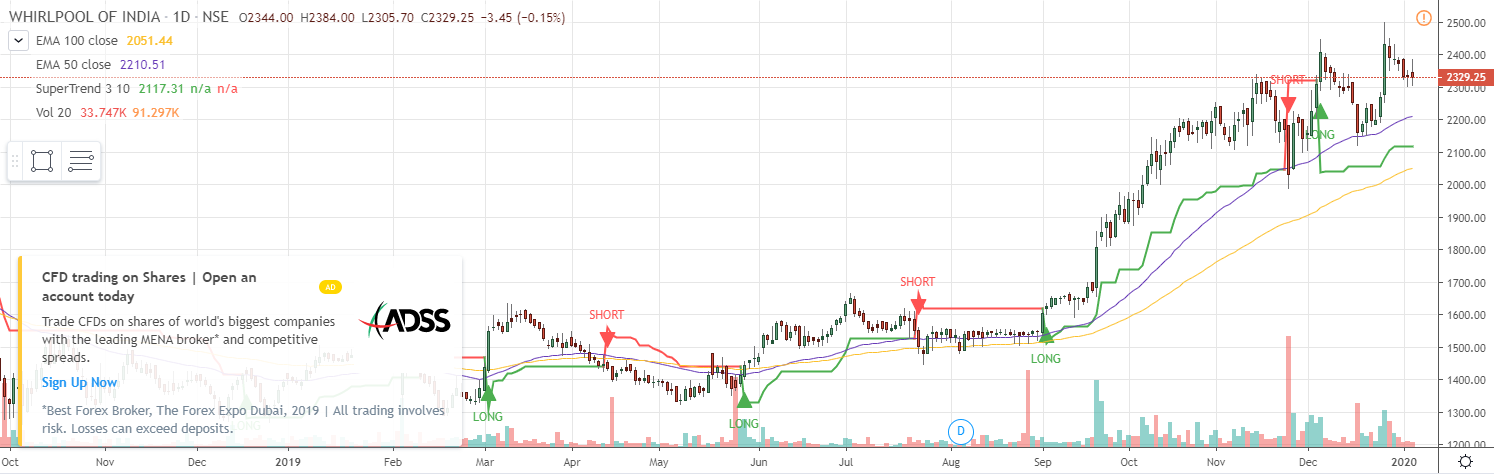 WHIRLPOOL OF INDIA · 1D · NSE O2344.00 H2384.00 L2305.70 C2329.25 −3.45 (−0.15%)
EMA 100 close 2051.44
EMA 50 close 2210.51
SuperTrend 3 10 2117.31 n/a n/a
Vol 20 33.747K 91.297K
2500.00
2400.00
2329.25
2300.00
2200.00
2100.00
2000.00
1900.00
1800.00
1700.00
1600.00
1500.00
1400.00
1300.00
1200.00
SHORT
LONG
SHORT
SHORT
LONG
LONG
LONG
LONG
CFD trading on Shares | Open an
account today
AD
Trade CFDs on shares of world's biggest companies
with the leading MENA broker* and competitive
spreads.
ADSS
Sign Up Now
*Best Forex Broker, The Forex Expo Dubai, 2019 | All trading involves
risk. Losses can exceed deposits.
D
Oct Nov Dec 2019 Feb Mar Apr May Jun Jul Aug Sep Oct Nov Dec 2020